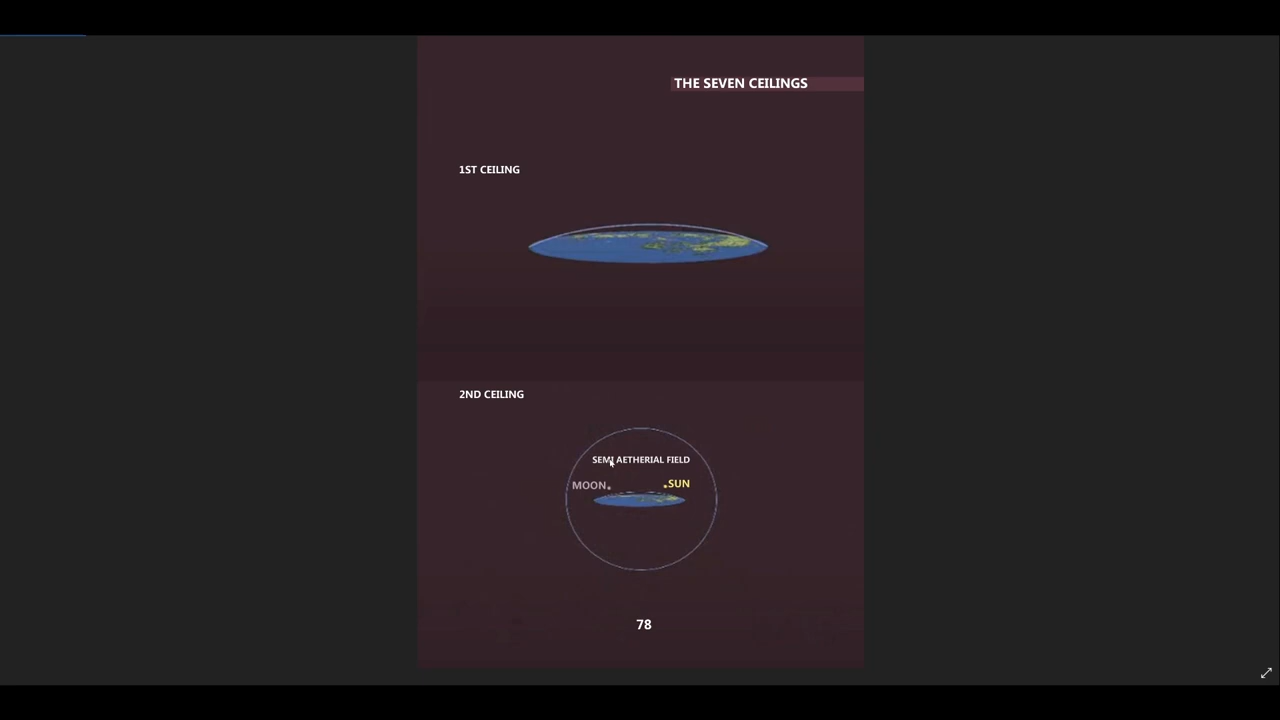 THE SEVEN CEILINGS
1ST CEILING
2ND CEILING
SEMI AETHERIAL FIELD
MOON
SUN
78